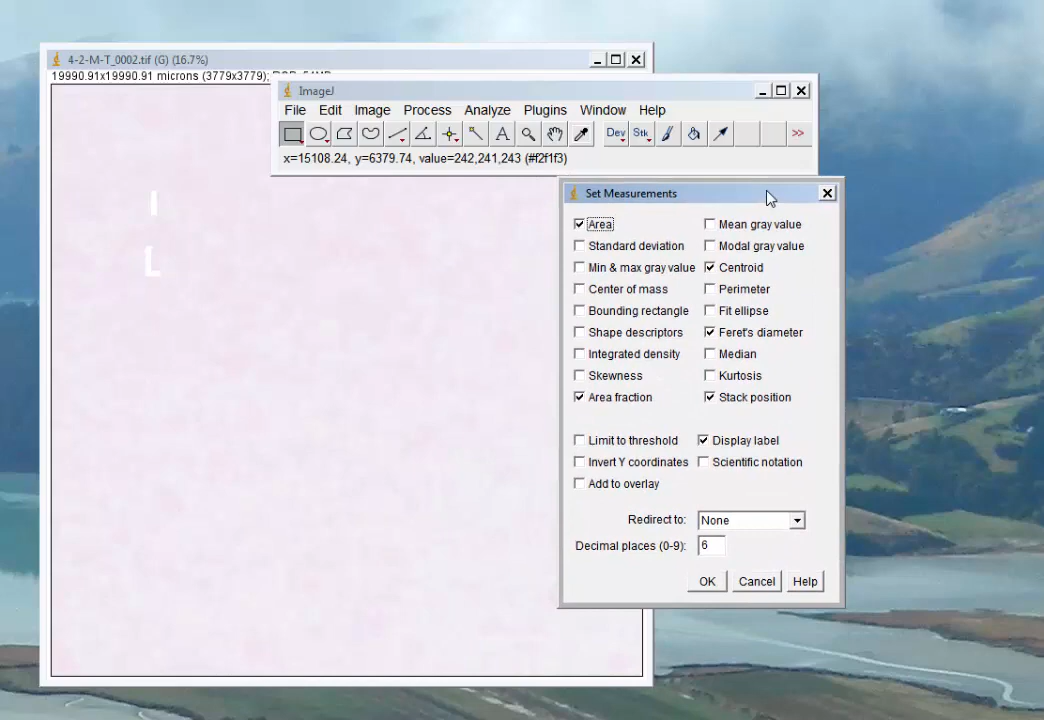 4-2-M-T_0002.tif (G) (16.7%)
19990.91x19990.91 microns (3779x3779);
ImageJ
File Edit Image Process Analyze Plugins Window Help
A Dev Stk >>
x=15108.24, y=6379.74, value=242,241,243 (#f2f1f3)
Set Measurements
Area Mean gray value
Standard deviation Modal gray value
Min & max gray value Centroid
Center of mass Perimeter
Bounding rectangle Fit ellipse
Shape descriptors Feret's diameter
Integrated density Median
Skewness Kurtosis
Area fraction Stack position
Limit to threshold Display label
Invert Y coordinates Scientific notation
Add to overlay
Redirect to: None
Decimal places (0-9): 6
OK Cancel Help